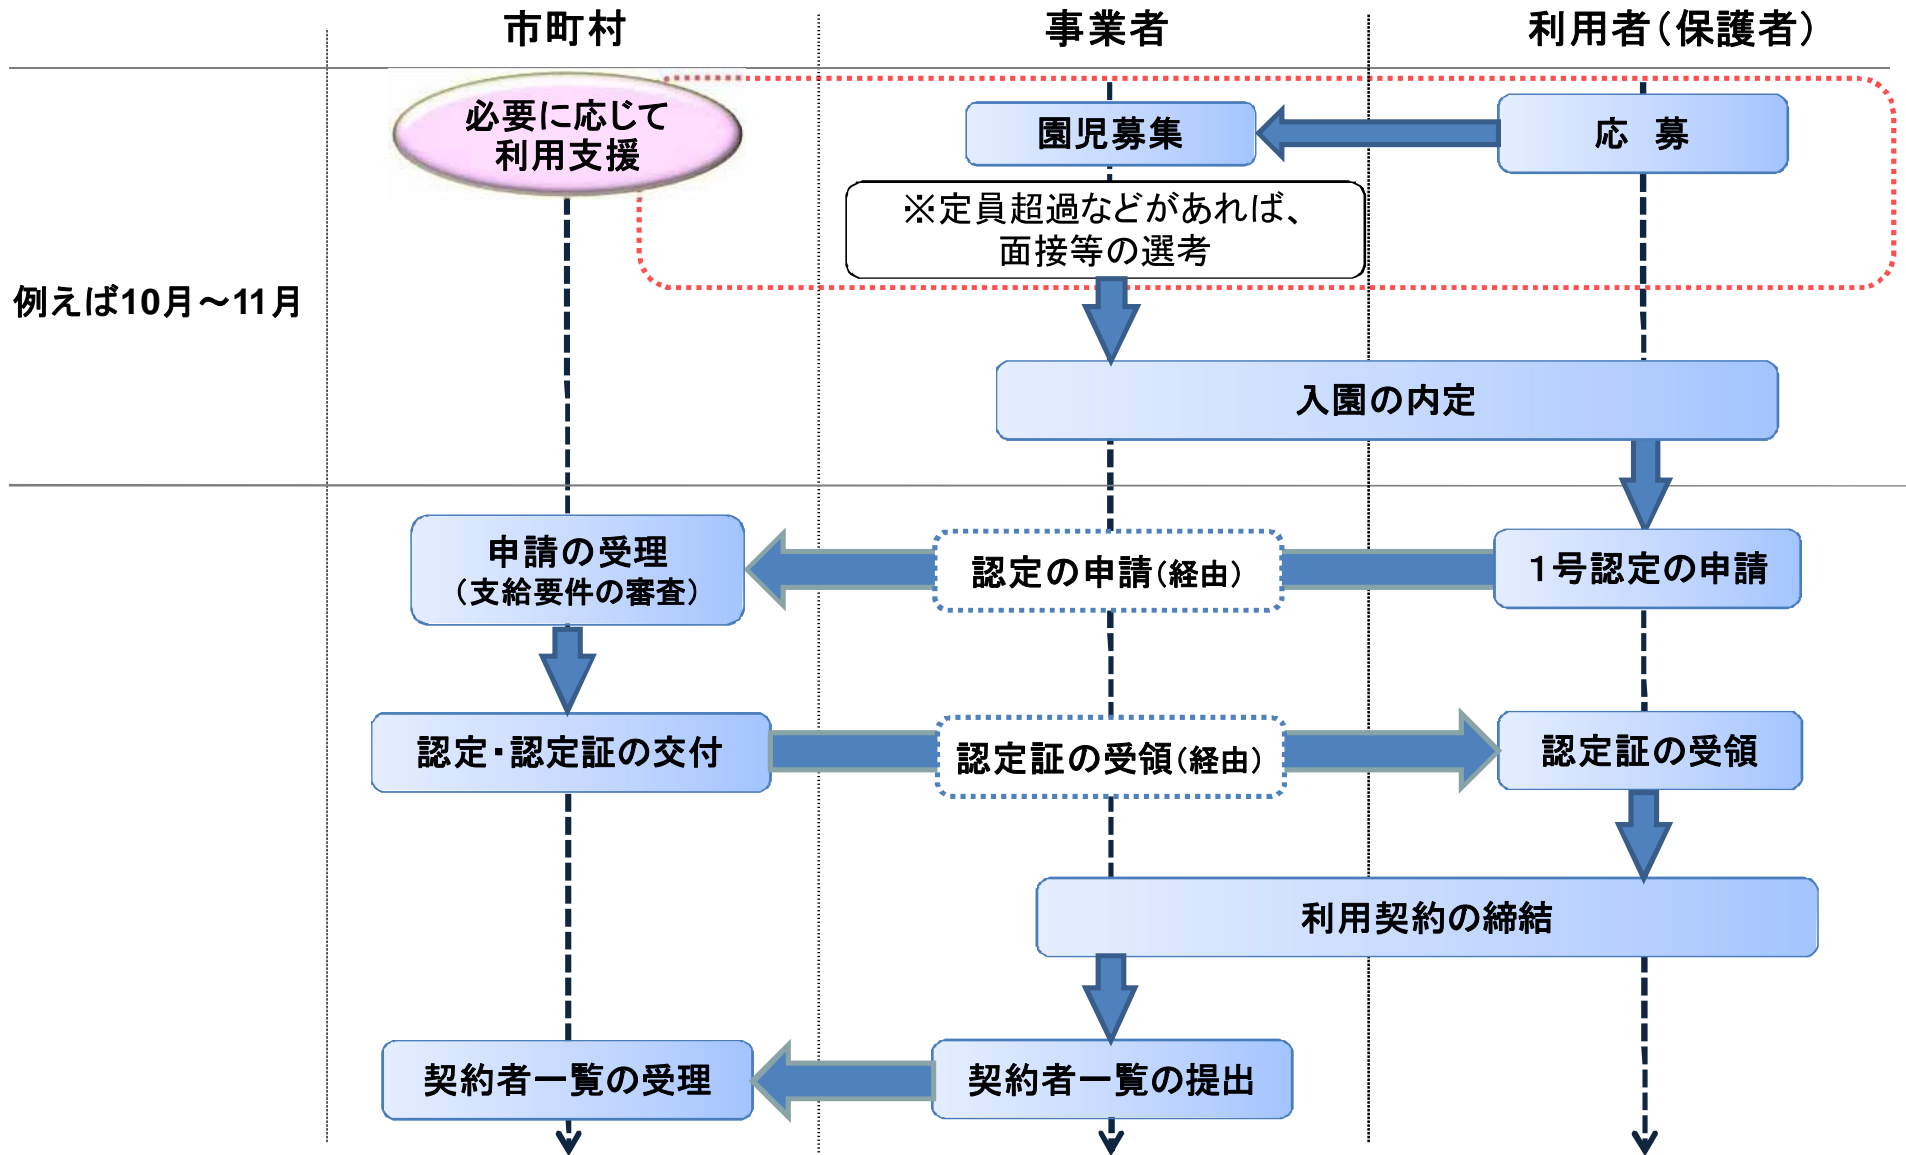 市町村
事業者
利用者（保護者）
必要に応じて
利用支援
園児募集
応　募
※定員超過などがあれば、
面接等の選考
例えば10月～11月
入園の内定
申請の受理
（支給要件の審査）
認定の申請（経由）
１号認定の申請
認定・認定証の交付
認定証の受領（経由）
認定証の受領
利用契約の締結
契約者一覧の受理
契約者一覧の提出